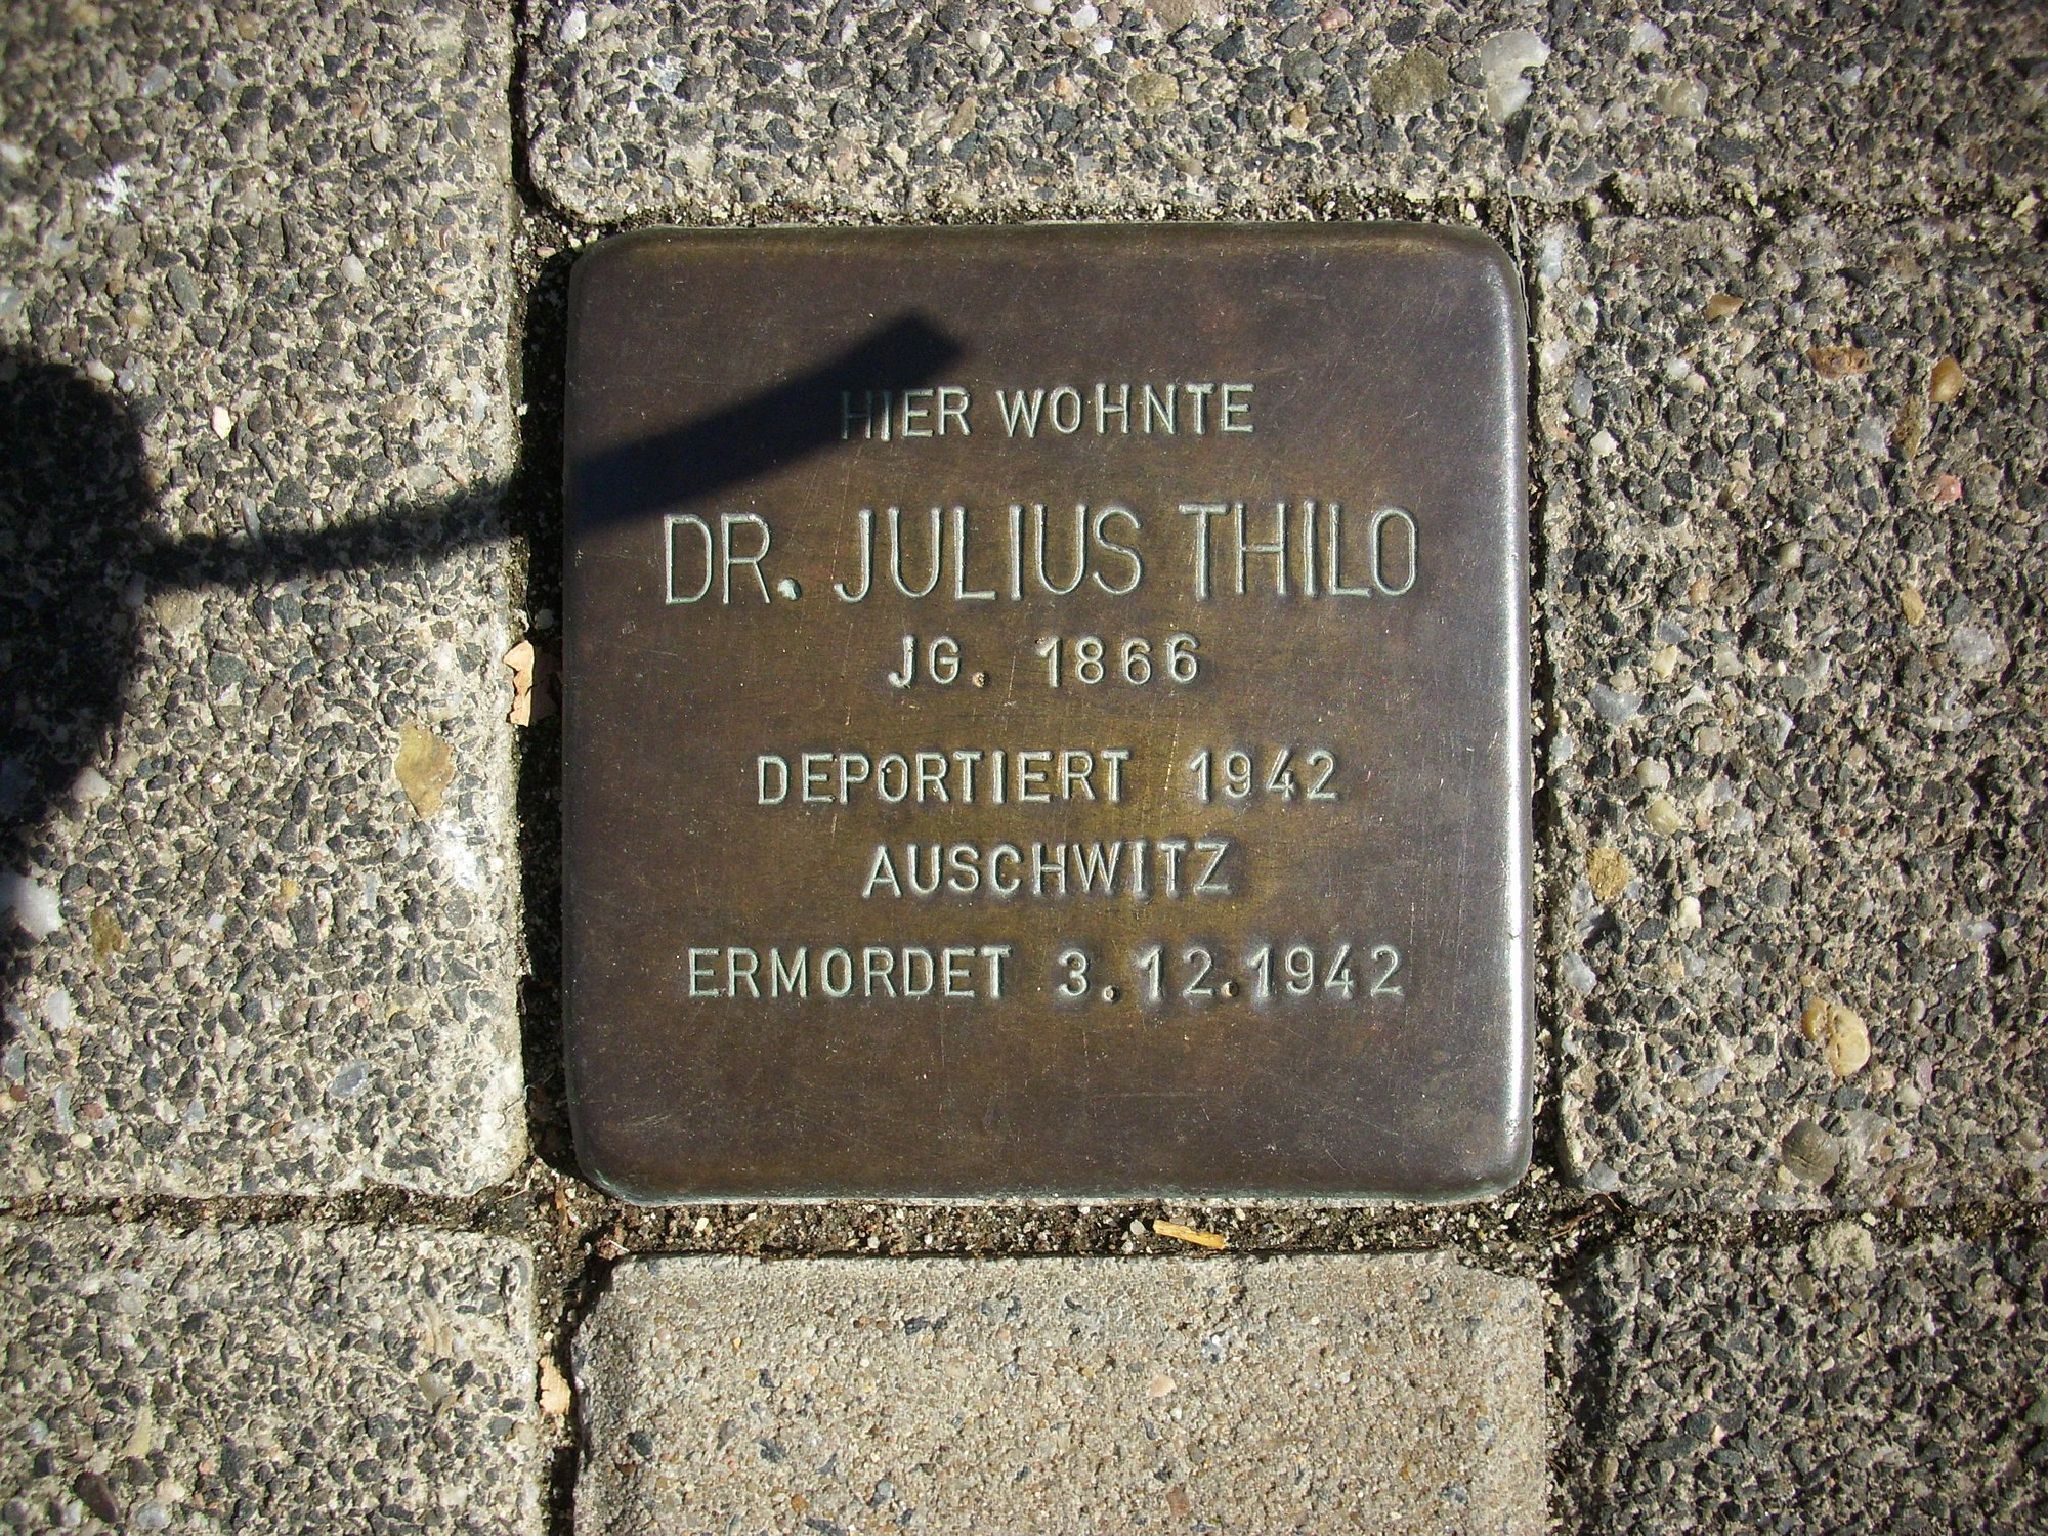 HIER WOHNTE
DR. JULIUS THILO
JG. 1866
DEPORTIERT 1942
AUSCHWITZ
ERMORDET 3.12.1942